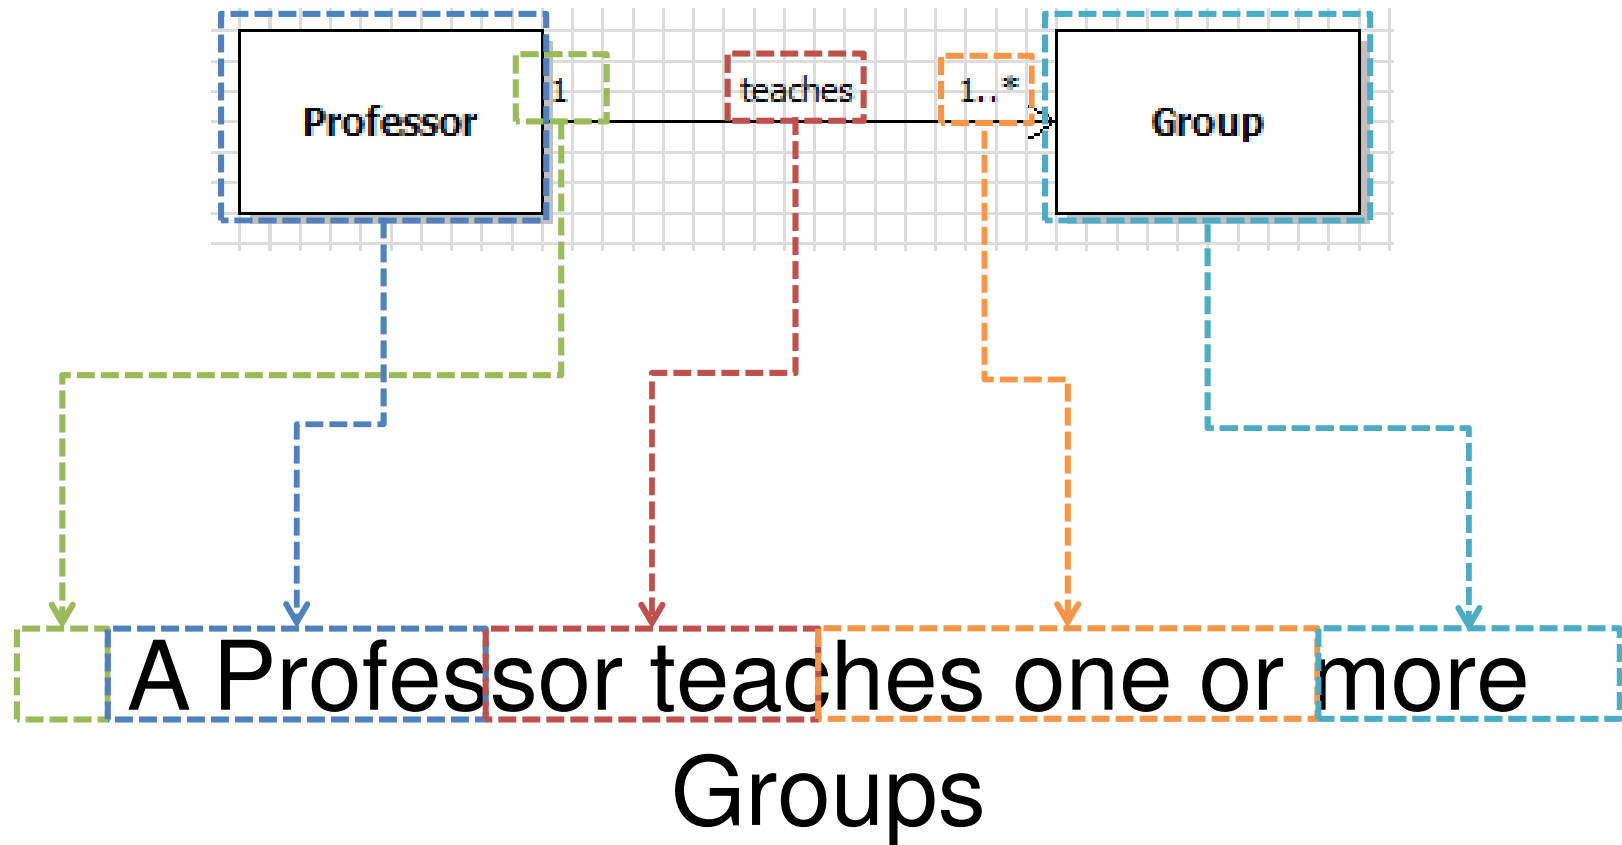 1 teaches 1..*
Professor Group
A Professor teaches one or more
Groups